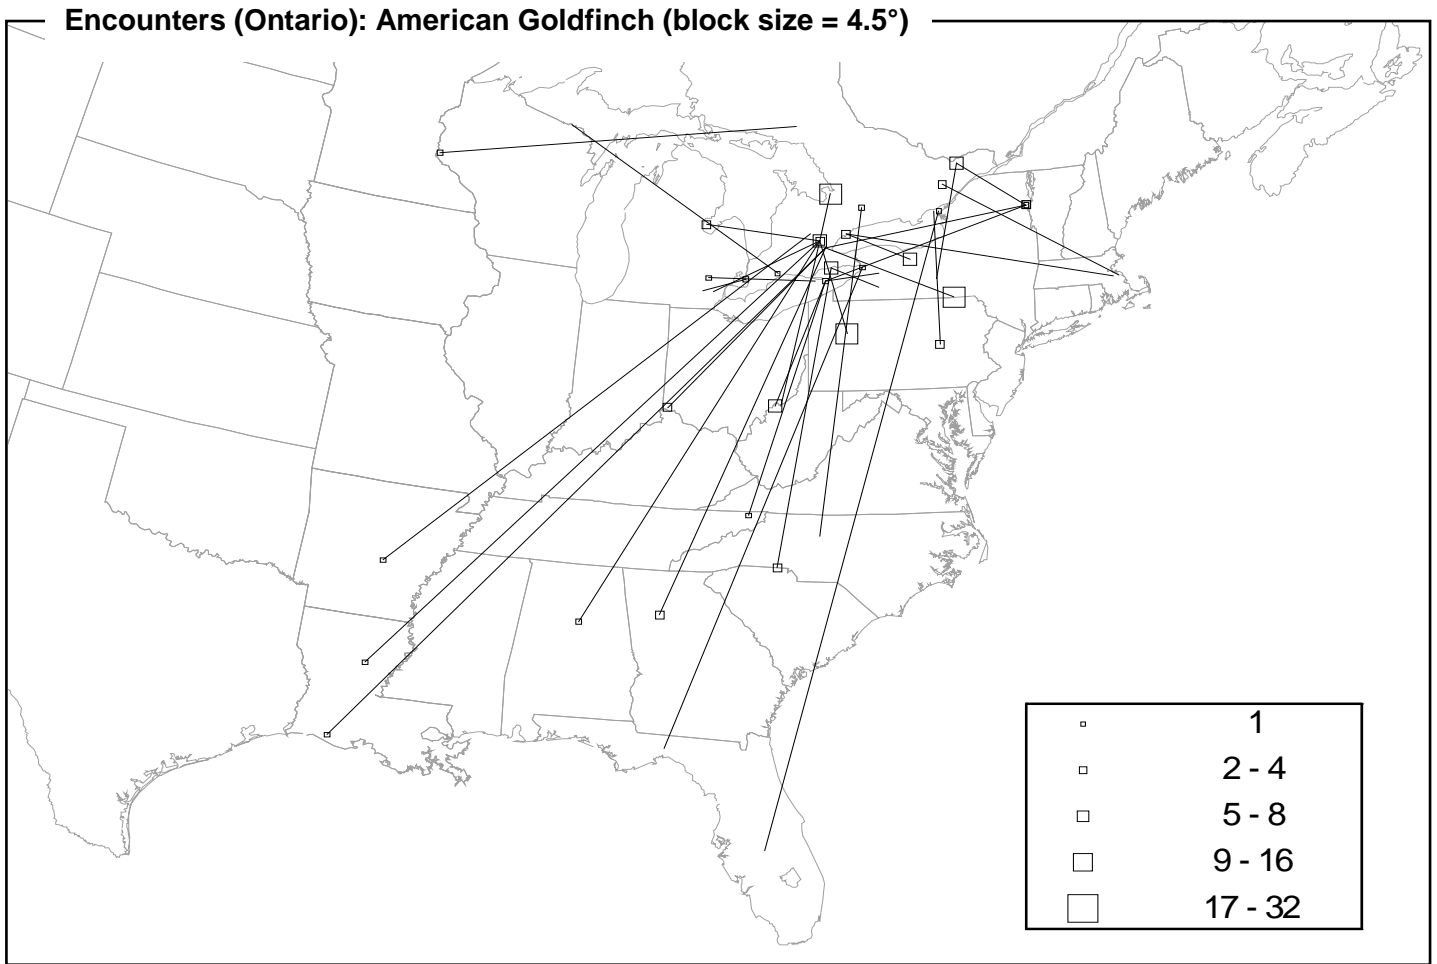 Encounters (Ontario): American Goldfinch (block size = 4.5°)
1
2 - 4
5 - 8
9 - 16
17 - 32